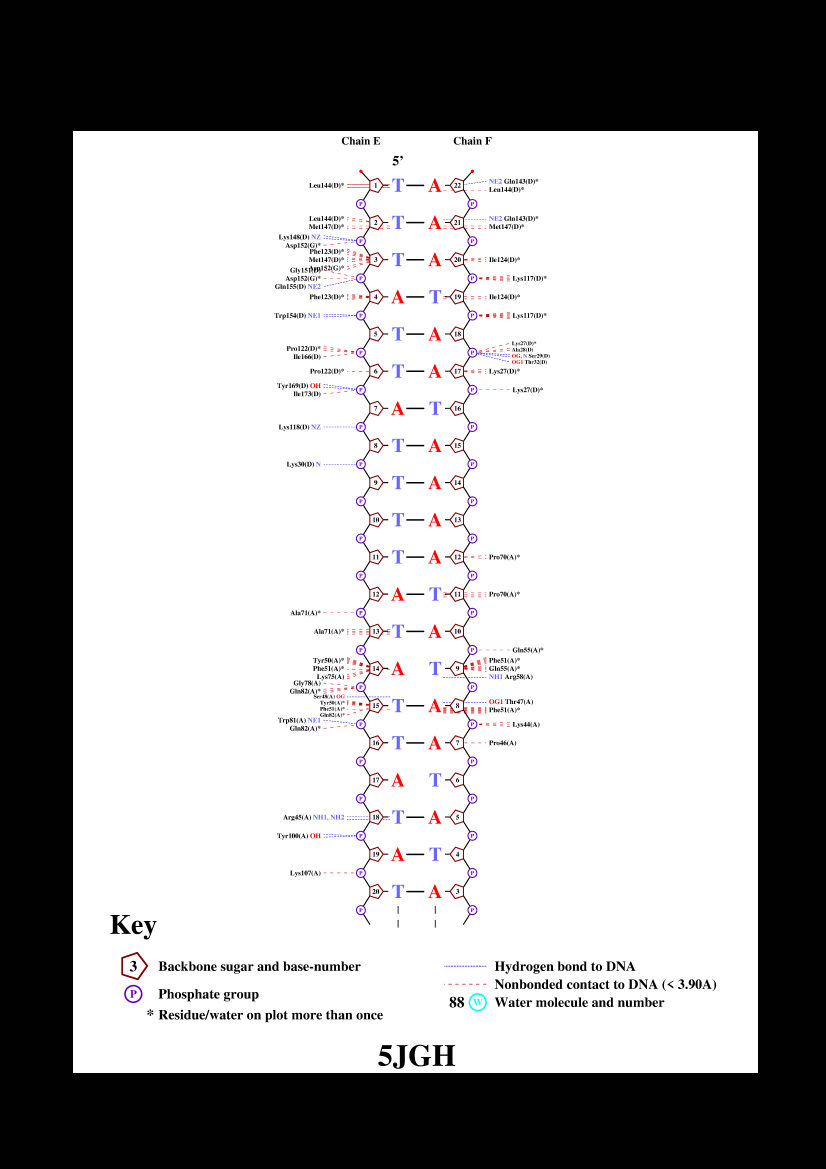 Chain E Chain F
5’
Leu144(D)* 1 T A 22 NE2 Gln143(D)*
Leu144(D)*
P P
Leu144(D)* 2 T A 21 NE2 Gln143(D)*
Met147(D)* Met147(D)*
Lys148(D) NZ P P
Asp152(G)*
Phe123(D)*
Met147(D)* 3 T A 20 Ile124(D)*
Asp152(G)*
Gly151(D)
Asp152(G)* P P Lys117(D)*
Gln155(D) NE2
Phe123(D)* 4 A T 19 Ile124(D)*
Trp154(D) NE1 P P Lys117(D)*
5 T A 18
Lys27(D)*
Pro122(D)* P P Ala28(D)
Ile166(D) OG, N Ser29(D)
OG1 Thr32(D)
Pro122(D)* 6 T A 17 Lys27(D)*
Tyr169(D) OH P P Lys27(D)*
Ile173(D)
7 A T 16
Lys118(D) NZ P P
8 T A 15
Lys30(D) N P P
9 T A 14
P P
10 T A 13
P P
11 T A 12 Pro70(A)*
P P
12 A T 11 Pro70(A)*
Ala71(A)* P P
Ala71(A)* 13 T A 10
P P Gln55(A)*
Tyr50(A)* Phe51(A)*
Phe51(A)* 14 A T 9 Gln55(A)*
Lys75(A) NH1 Arg58(A)
Gly78(A) P P
Gln82(A)*
Ser48(A) OG
Tyr50(A)* 15 T A 8 OG1 Thr47(A)
Phe51(A)* Phe51(A)*
Gln82(A)*
Trp81(A) NE1 P P Lys44(A)
Gln82(A)*
16 T A 7 Pro46(A)
P P
17 A T 6
P P
Arg45(A) NH1, NH2 18 T A 5
Tyr100(A) OH P P
19 A T 4
Lys107(A) P P
20 T A 3
P P
Key
3 Backbone sugar and base-number
P Phosphate group
* Residue/water on plot more than once
Hydrogen bond to DNA
Nonbonded contact to DNA (< 3.90A)
88 W Water molecule and number
5JGH